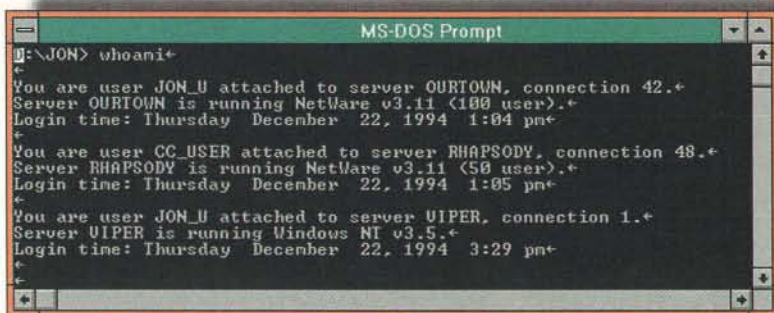 MS-DOS Prompt
D:\JON> whoami←
←
You are user JON_U attached to server OURTOWN, connection 42.←
Server OURTOWN is running NetWare v3.11 (100 user).←
Login time: Thursday  December  22, 1994  1:04 pm←
←
You are user CC_USER attached to server RHAPSODY, connection 48.←
Server RHAPSODY is running NetWare v3.11 (50 user).←
Login time: Thursday  December  22, 1994  1:05 pm←
←
You are user JON_U attached to server VIPER, connection 1.←
Server VIPER is running Windows NT v3.5.←
Login time: Thursday  December  22, 1994  3:29 pm←
←
←